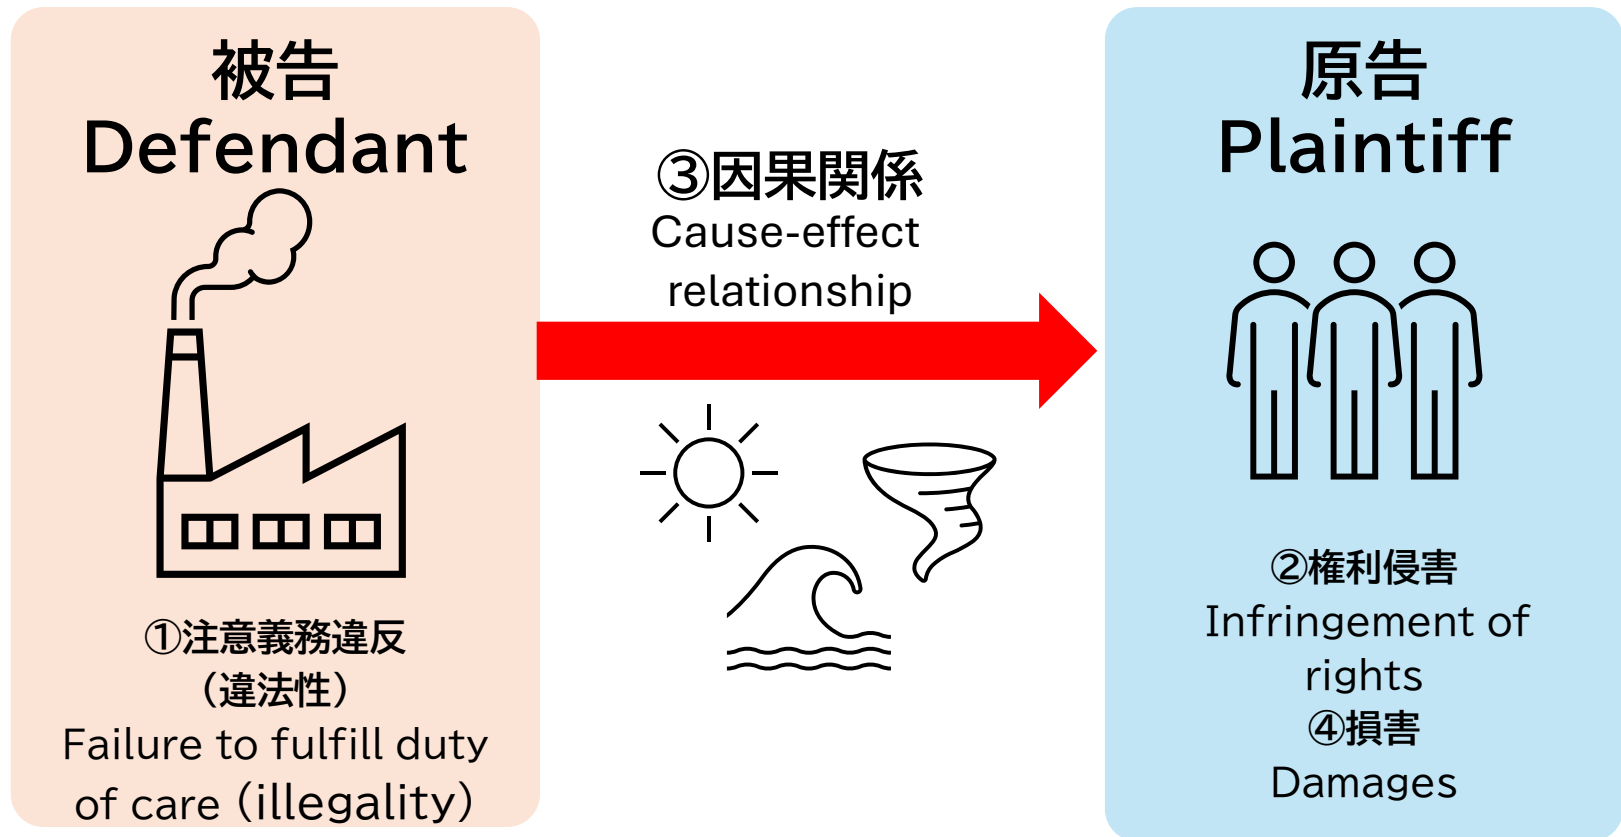 被告
Defendant
③因果関係
Cause-effect
relationship
原告
Plaintiff
①注意義務違反
（違法性）
Failure to fulfill duty
of care (illegality)
②権利侵害
Infringement of
rights
④損害
Damages